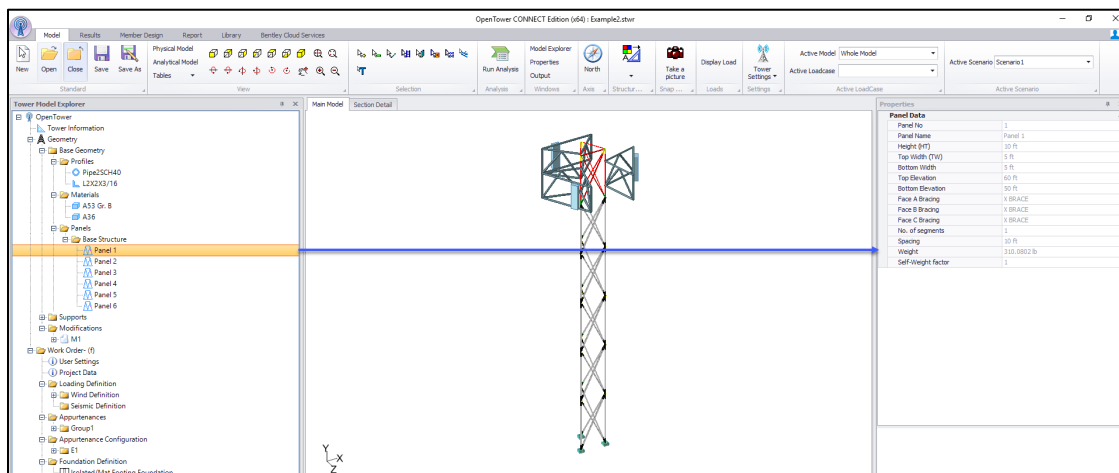 OpenTower CONNECT Edition (x64) : Example2.stwr
Model Results Member Design Report Library Bentley Cloud Services
New Open Close Save Save As
Physical Model
Analytical Model
Tables
Run Analysis
Model Explorer
Properties
Output
North
Take a picture
Display Load
Tower Settings
Active Model Whole Model
Active Loadcase
Active Scenario Scenario1
Standard View Selection Analysis Windows Axis Structur... Snap ... Loads Settings Active LoadCase Active Scenario
Tower Model Explorer
OpenTower
Tower Information
Geometry
Base Geometry
Profiles
Pipe2SCH40
L2X2X3/16
Materials
A53 Gr. B
A36
Panels
Base Structure
Panel 1
Panel 2
Panel 3
Panel 4
Panel 5
Panel 6
Supports
Modifications
M1
Work Order- (f)
User Settings
Project Data
Loading Definition
Wind Definition
Seismic Definition
Appurtenances
Group1
Appurtenance Configuration
E1
Foundation Definition
Isolated/Mat Footing Foundation
Main Model Section Detail
Y
X
Z
Properties
Panel Data
Panel No 1
Panel Name Panel 1
Height (HT) 10 ft
Top Width (TW) 5 ft
Bottom Width 5 ft
Top Elevation 60 ft
Bottom Elevation 50 ft
Face A Bracing X BRACE
Face B Bracing X BRACE
Face C Bracing X BRACE
No. of segments 1
Spacing 10 ft
Weight 310.0802 lb
Self-Weight factor 1